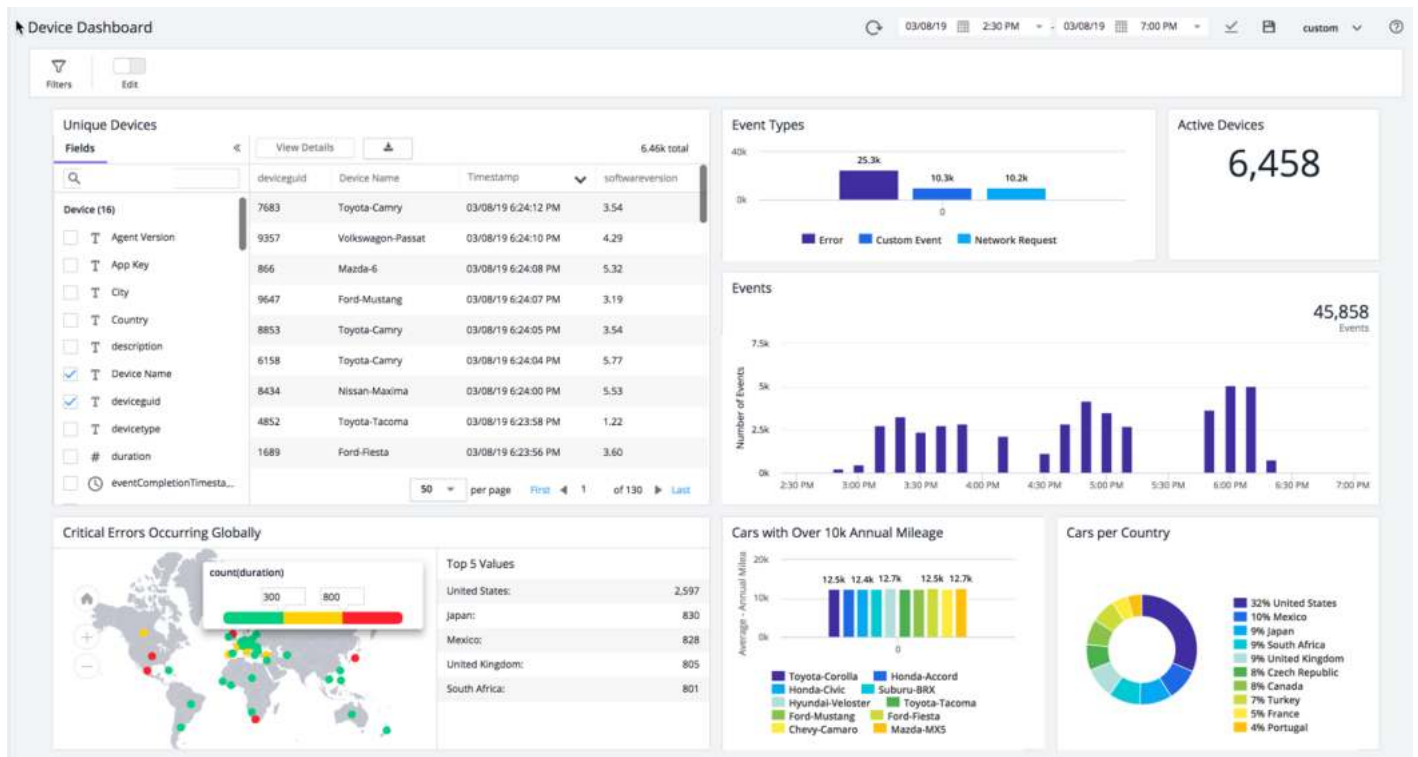 Device Dashboard
03/08/19 2:30 PM - 03/08/19 7:00 PM custom
Filters Edit
Unique Devices
Fields «
View Details 6.46k total
deviceguid Device Name Timestamp softwareversion
Device (16)
Agent Version
App Key
City
Country
description
Device Name
deviceguid
devicetype
# duration
eventCompletionTimesta...
7683 Toyota-Camry 03/08/19 6:24:12 PM 3.54
9357 Volkswagon-Passat 03/08/19 6:24:10 PM 4.29
866 Mazda-6 03/08/19 6:24:08 PM 5.32
9647 Ford-Mustang 03/08/19 6:24:07 PM 3.19
8853 Toyota-Camry 03/08/19 6:24:05 PM 3.54
6158 Toyota-Camry 03/08/19 6:24:04 PM 5.77
8434 Nissan-Maxima 03/08/19 6:24:00 PM 5.53
4852 Toyota-Tacoma 03/08/19 6:23:58 PM 1.22
1689 Ford-Fiesta 03/08/19 6:23:56 PM 3.60
50 per page First 1 of 130 Last
Event Types
40k
0k
25.3k 10.3k 10.2k
0
Error Custom Event Network Request
Active Devices
6,458
Events
45,858
Events
Number of Events
7.5k
5k
2.5k
0k
2:30 PM 3:00 PM 3:30 PM 4:00 PM 4:30 PM 5:00 PM 5:30 PM 6:00 PM 6:30 PM 7:00 PM
Critical Errors Occurring Globally
count(duration)
300 800
Top 5 Values
United States: 2,597
Japan: 830
Mexico: 828
United Kingdom: 805
South Africa: 801
Cars with Over 10k Annual Mileage
Average - Annual Milea
20k
10k
0k
12.5k 12.4k 12.7k 12.5k 12.7k
0
Toyota-Corolla Honda-Accord
Honda-Civic Suburu-BRX
Hyundai-Veloster Toyota-Tacoma
Ford-Mustang Ford-Fiesta
Chevy-Camaro Mazda-MX5
Cars per Country
32% United States
10% Mexico
9% Japan
9% South Africa
9% United Kingdom
8% Czech Republic
8% Canada
7% Turkey
5% France
4% Portugal